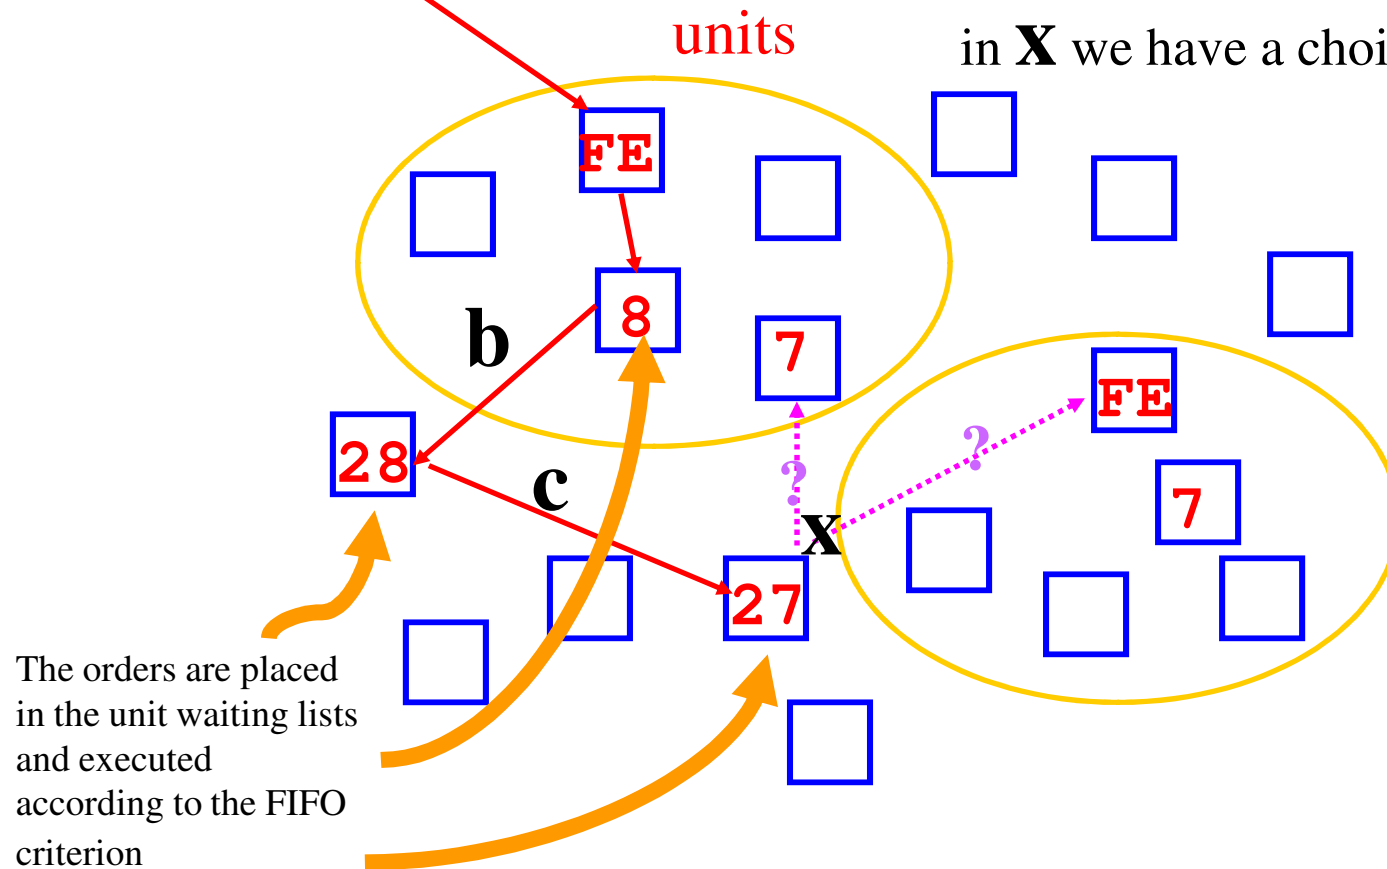 units
in x we have a choi
FE
8
b
7
FE
28
c
?
?
7
x
27
The orders are placed
in the unit waiting lists
and executed
according to the FIFO
criterion